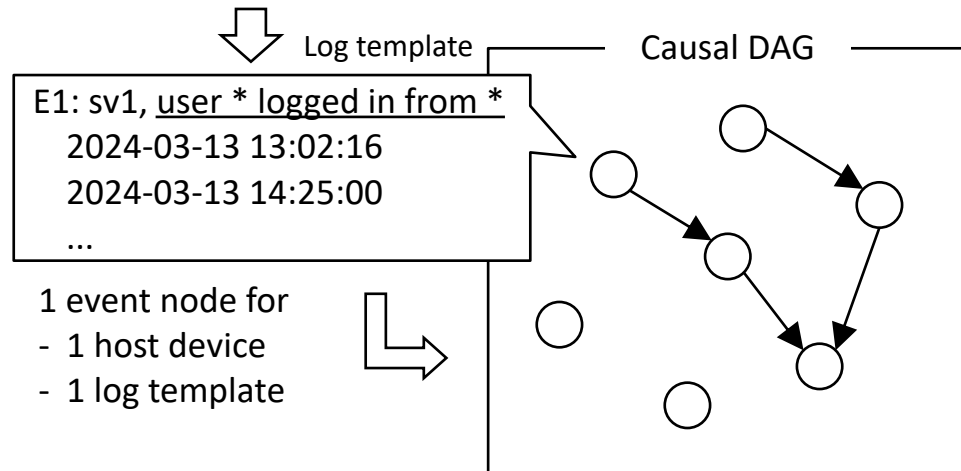 Log template
Causal DAG
E1: sv1, user * logged in from *
2024-03-13 13:02:16
2024-03-13 14:25:00
...
1 event node for
- 1 host device
- 1 log template